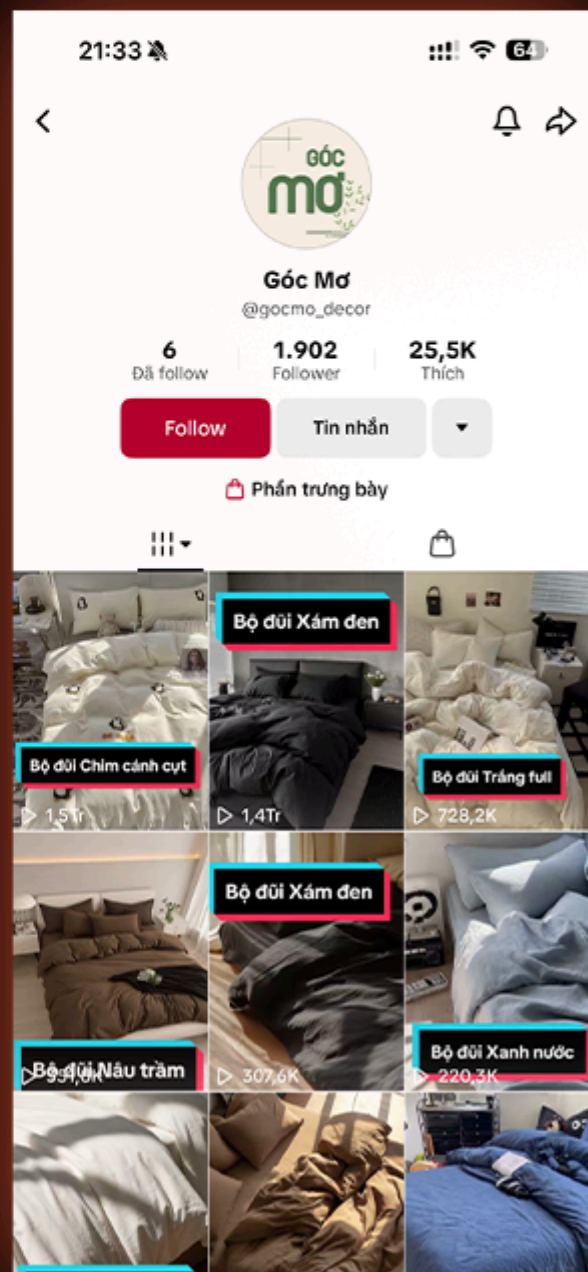 21:33
64
GÓC
mơ
Góc Mơ
@gocmo_decor
6
1.902
25,5K
Đã follow
Follower
Thích
Follow
Tin nhắn
Phần trưng bày
Bộ đũi Chim cánh cụt
1,5Tr
Bộ đũi Xám đen
1,4Tr
Bộ đũi Trắng full
728,2K
Bộ đũi Nâu trầm
Bộ đũi Xám đen
307,6K
Bộ đũi Xanh nước
220,3K